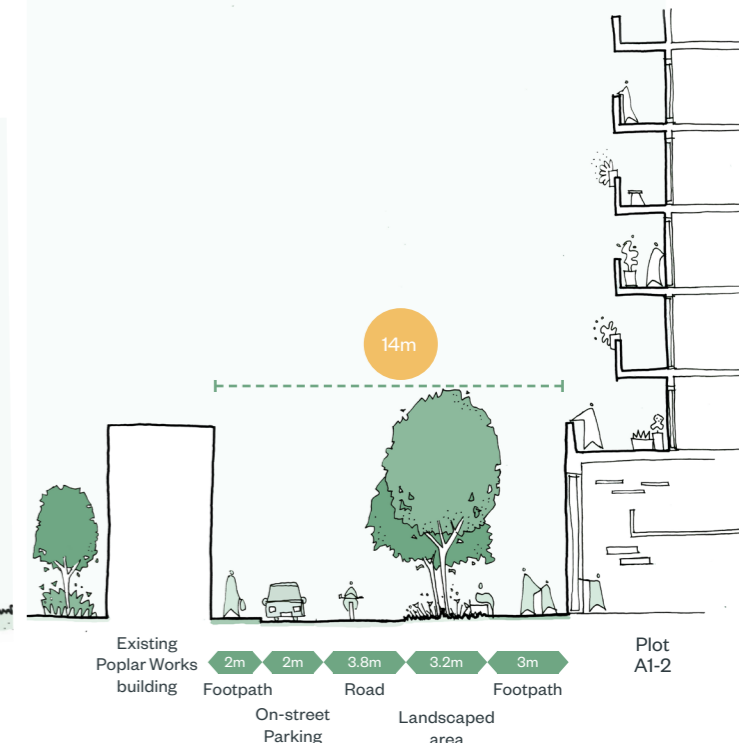 14m
Existing
Poplar Works
building
2m
2m
3.8m
3.2m
3m
Footpath
On-street
Parking
Road
Landscaped
area
Footpath
Plot
A1-2